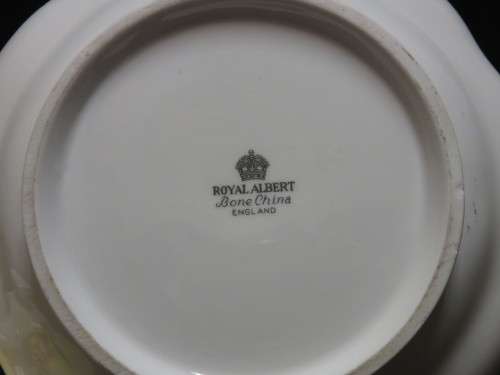 ROYAL ALBERT
Bone China
ENGLAND